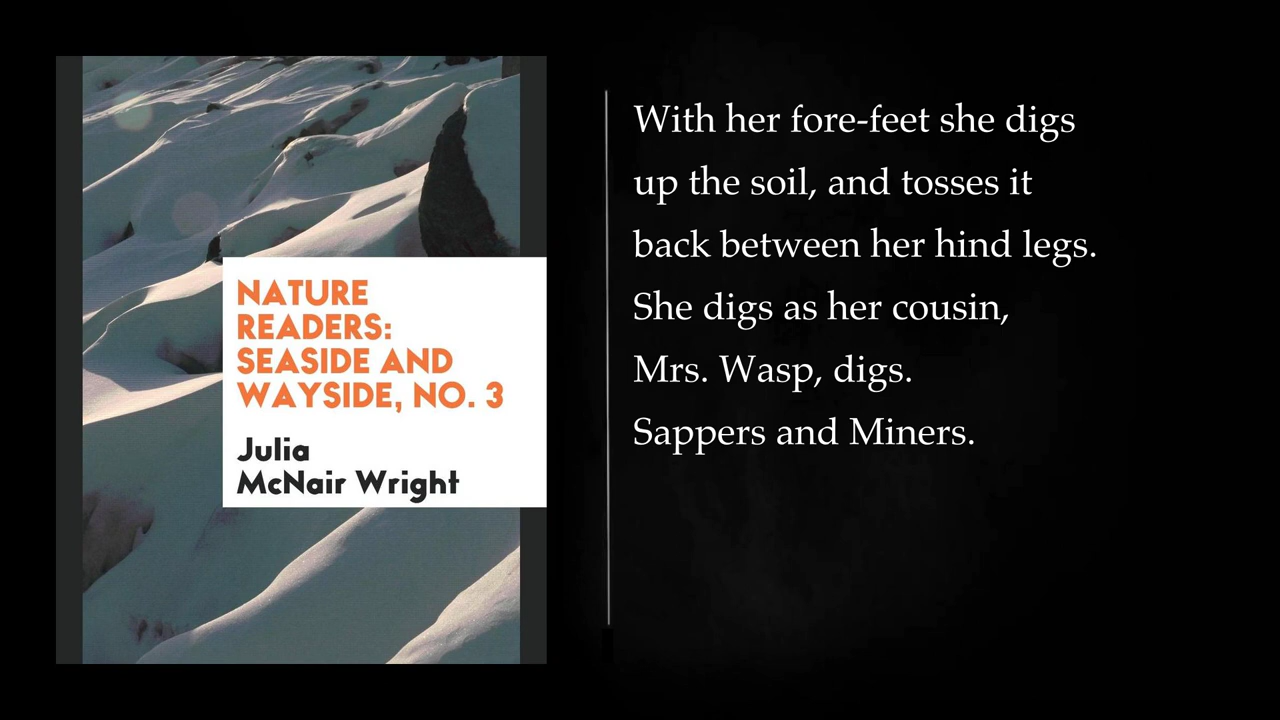 NATURE
READERS:
SEASIDE AND
WAYSIDE, NO. 3
Julia
McNair Wright
With her fore-feet she digs
up the soil, and tosses it
back between her hind legs.
She digs as her cousin,
Mrs. Wasp, digs.
Sappers and Miners.